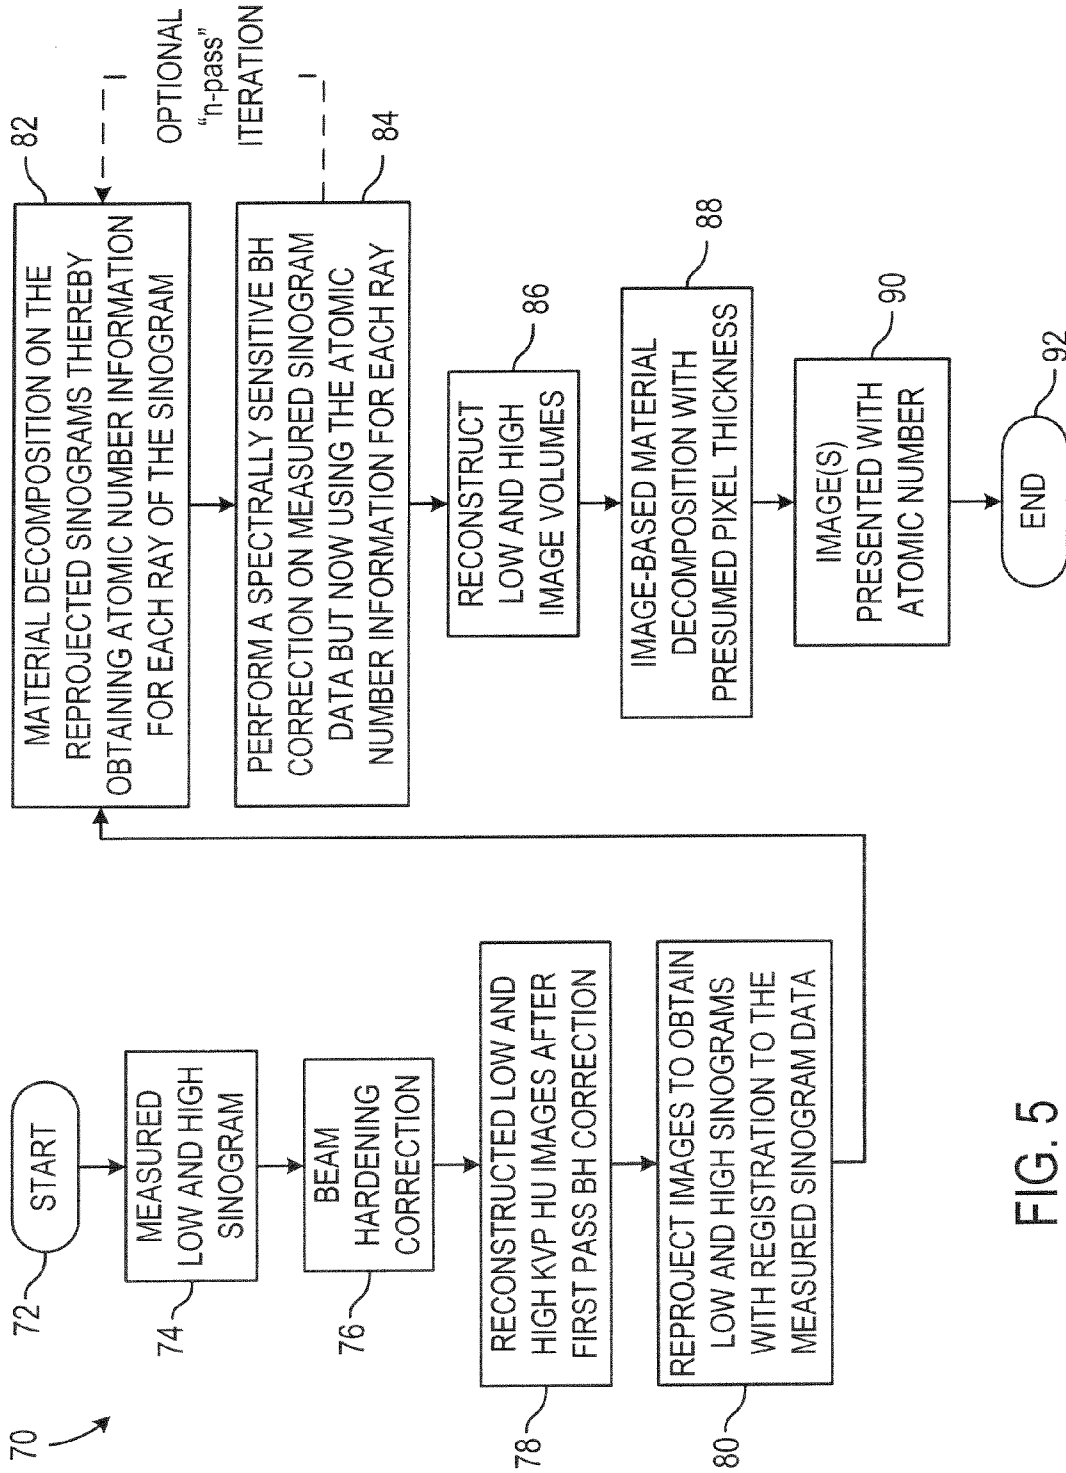 70
72
START
74
MEASURED
LOW AND HIGH
SINOGRAM
76
BEAM
HARDENING
CORRECTION
78
RECONSTRUCTED LOW AND
HIGH KVP HU IMAGES AFTER
FIRST PASS BH CORRECTION
80
REPROJECT IMAGES TO OBTAIN
LOW AND HIGH SINOGRAMS
WITH REGISTRATION TO THE
MEASURED SINOGRAM DATA
82
MATERIAL DECOMPOSITION ON THE
REPROJECTED SINOGRAMS THEREBY
OBTAINING ATOMIC NUMBER INFORMATION
FOR EACH RAY OF THE SINOGRAM
OPTIONAL
“n-pass”
ITERATION
84
PERFORM A SPECTRALLY SENSITIVE BH
CORRECTION ON MEASURED SINOGRAM
DATA BUT NOW USING THE ATOMIC
NUMBER INFORMATION FOR EACH RAY
86
RECONSTRUCT
LOW AND HIGH
IMAGE VOLUMES
88
IMAGE-BASED MATERIAL
DECOMPOSITION WITH
PRESUMED PIXEL THICKNESS
90
IMAGE(S)
PRESENTED WITH
ATOMIC NUMBER
92
END
FIG. 5